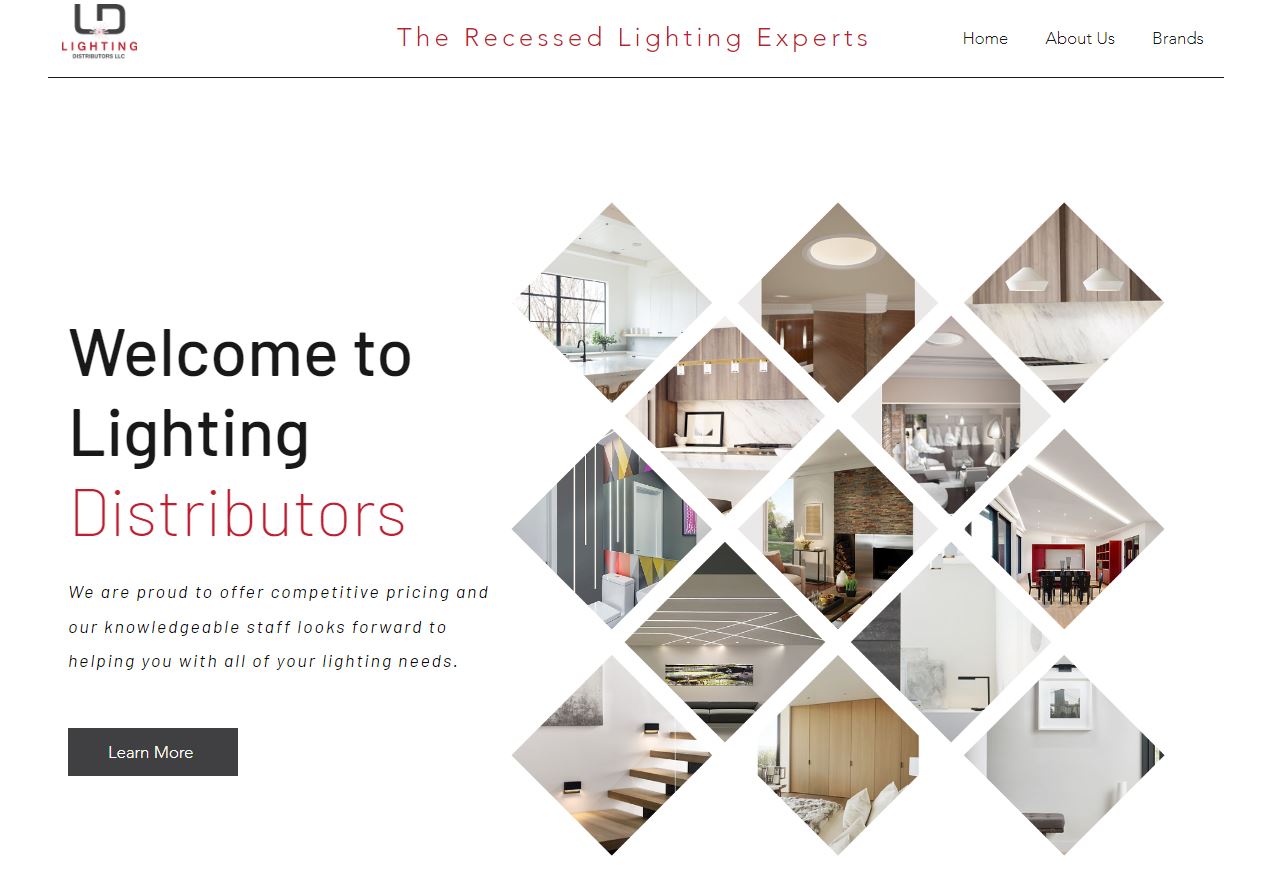 LD
LIGHTING
DISTRIBUTORS LLC
The Recessed Lighting Experts
Home
About Us
Brands
Welcome to
Lighting
Distributors
We are proud to offer competitive pricing and
our knowledgeable staff looks forward to
helping you with all of your lighting needs.
Learn More